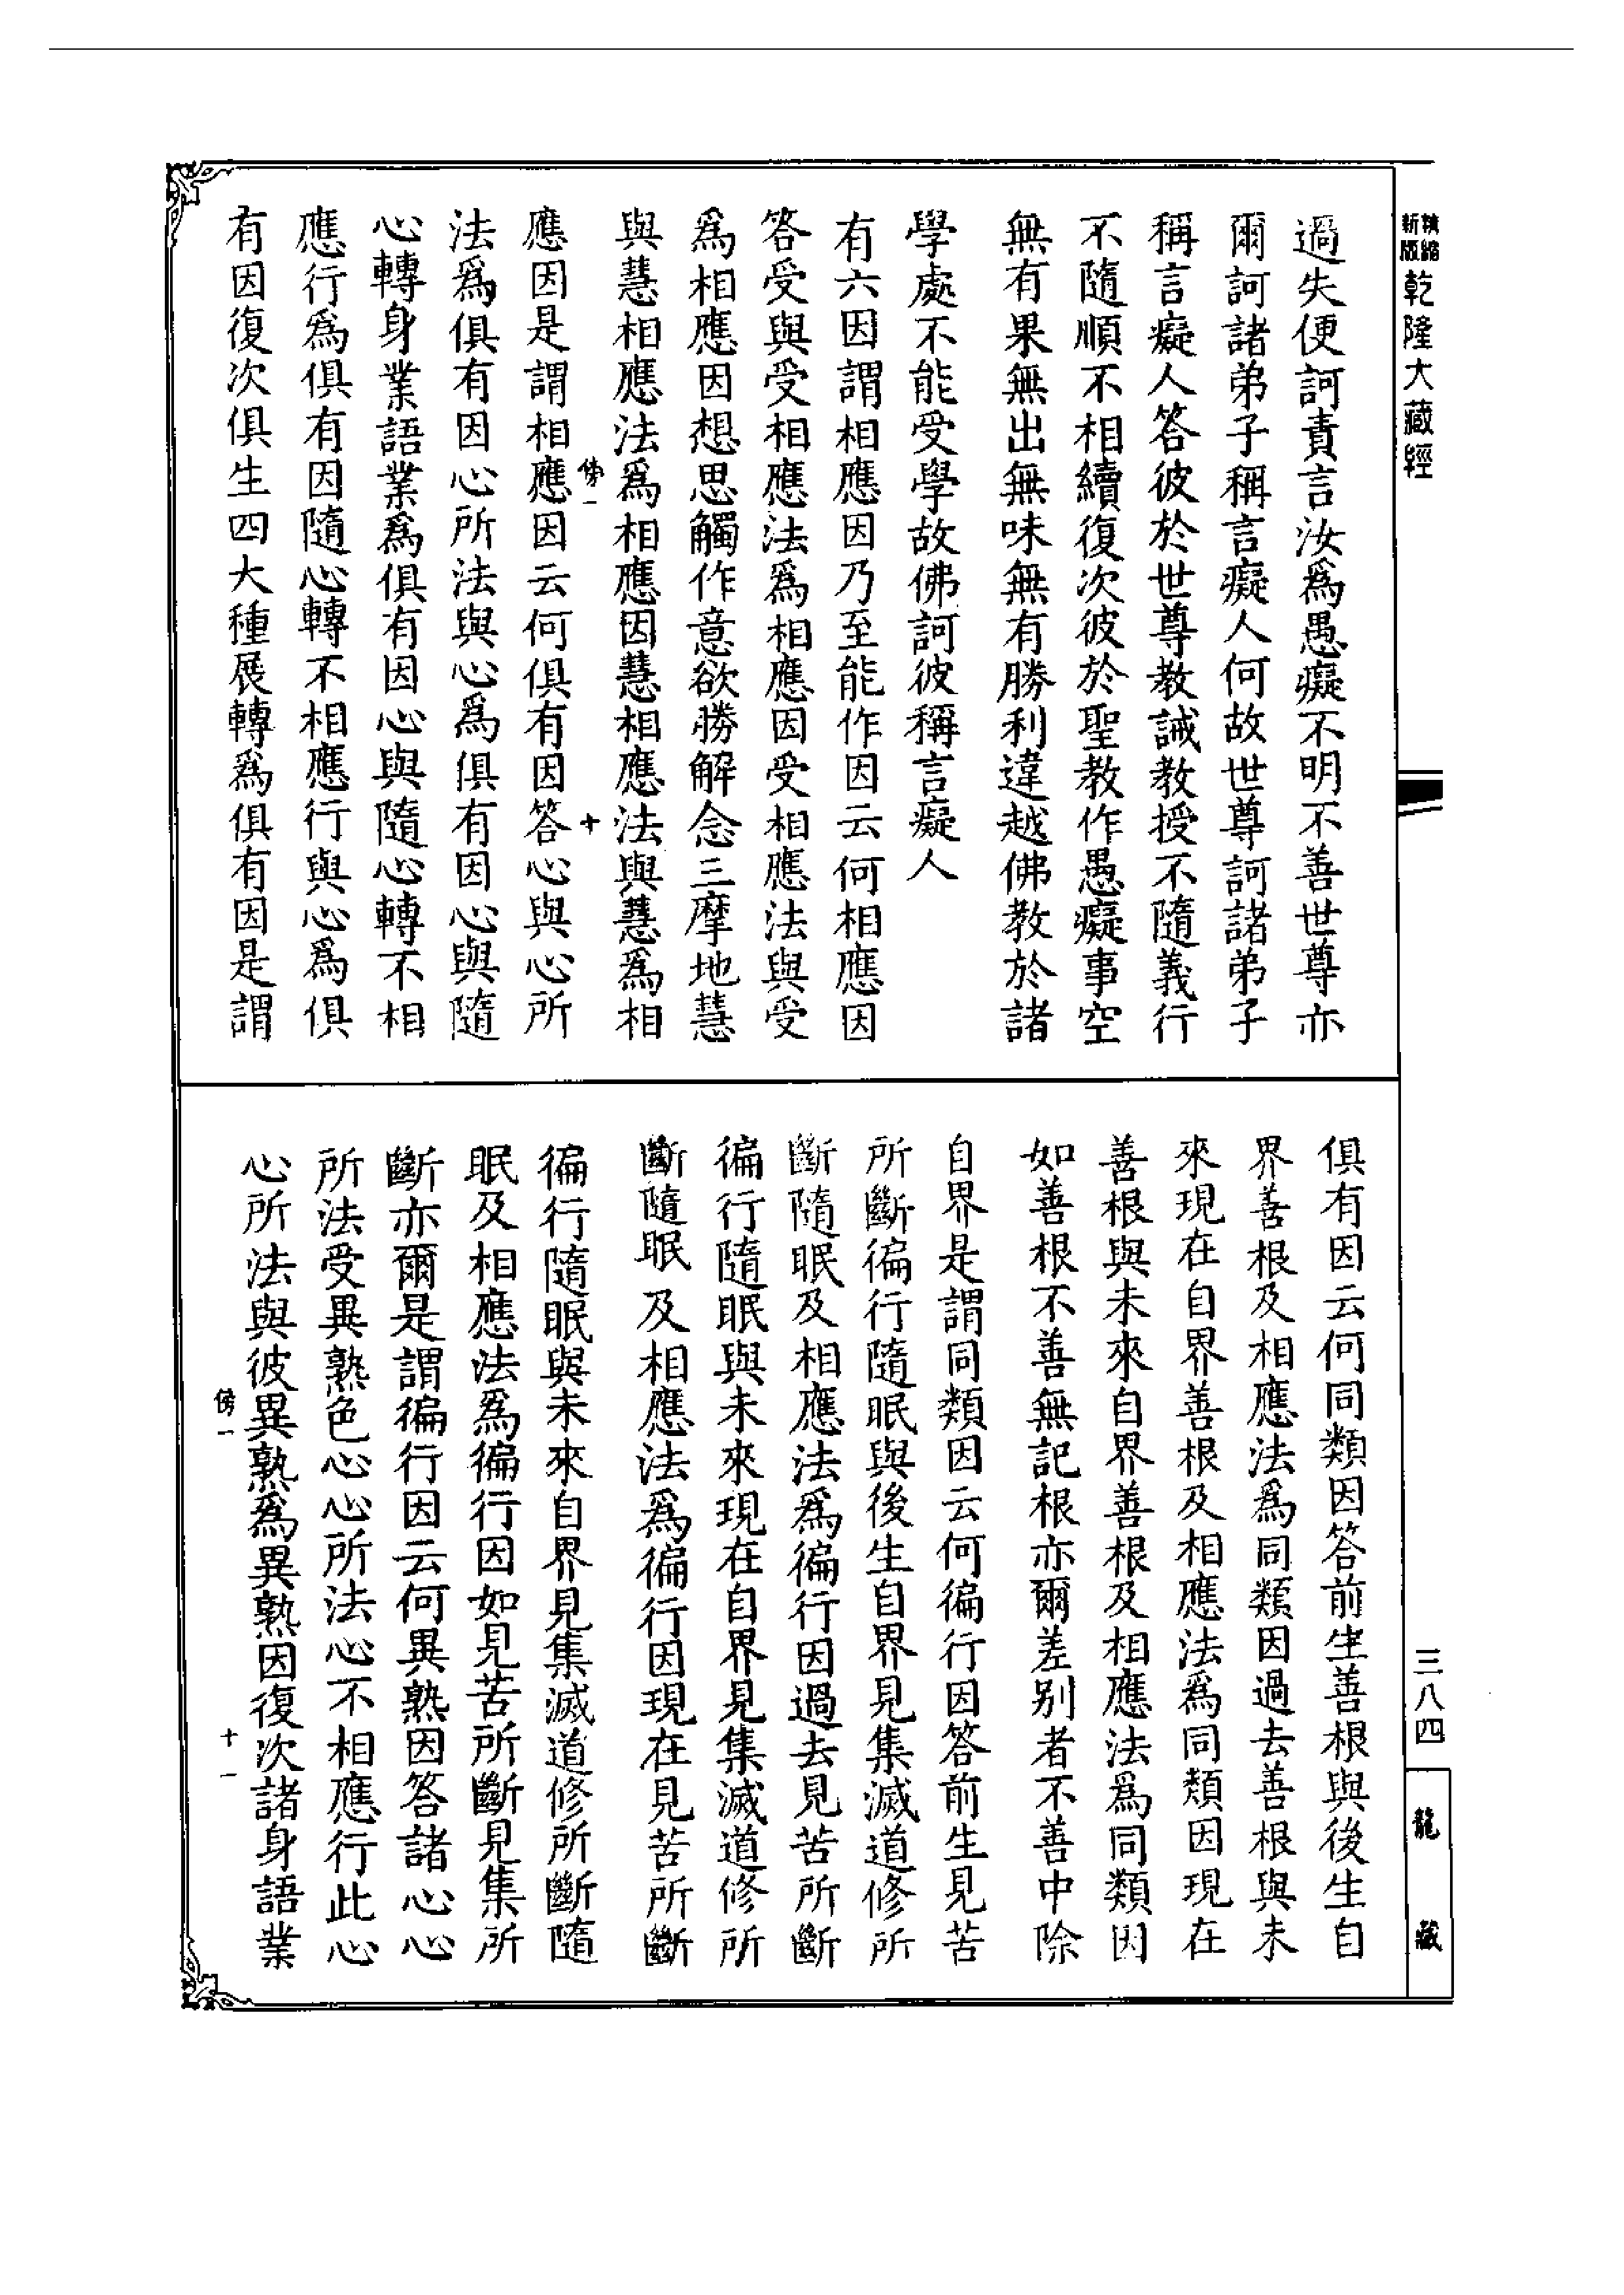 新版
精縮
乾隆大藏經
過失便訶責言汝爲愚癡不明不善世尊亦
爾訶諸弟子稱言癡人何故世尊訶諸弟子
稱言癡人答彼於世尊教誡教授不隨義行
不隨順不相續復次彼於聖教作愚癡事空
無有果無出無味無有勝利違越佛教於諸
學處不能受學故佛訶彼稱言癡人
有六因謂相應因乃至能作因云何相應因
答受與受相應法爲相應因受相應法與受
爲相應因想思觸作意欲勝解念三摩地慧
與慧相應法爲相應因慧相應法與慧爲相
應因是謂相應因云何俱有因答心與心所
法爲俱有因心所法與心爲俱有因心與隨
心轉身業語業爲俱有因心與隨心轉不相
應行爲俱有因隨心轉不相應行與心爲俱
有因復次俱生四大種展轉爲俱有因是謂
俱有因云何同類因答前生善根與後生自
界善根及相應法爲同類因過去善根與未
來現在自界善根及相應法爲同類因現在
善根與未來自界善根及相應法爲同類因
如善根不善無記根亦爾差别者不善中除
自界是謂同類因云何徧行因答前生見苦
所斷徧行隨眠與後生自界見集滅道修所
斷隨眠及相應法爲徧行因過去見苦所斷
徧行隨眠與未來現在自界見集滅道修所
斷隨眠及相應法爲徧行因現在見苦所斷
徧行隨眠與未來自界見集滅道修所斷隨
眠及相應法爲徧行因如見苦所斷見集所
斷亦爾是謂徧行因云何異熟因答諸心心
所法受異熟色心心所法心不相應行此心
心所法與彼異熟爲異熟因復次諸身語業
三八四
龍藏